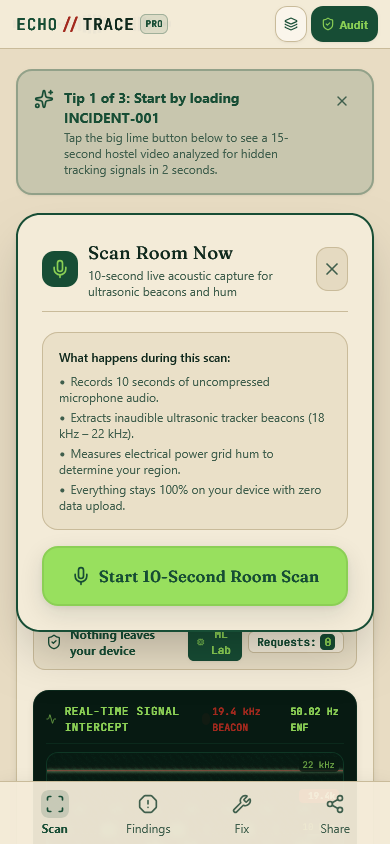 ECHO // TRACE PRO
Audit
Tip 1 of 3: Start by loading
INCIDENT-001
Tap the big lime button below to see a 15-
second hostel video analyzed for hidden
tracking signals in 2 seconds.
Scan Room Now
10-second live acoustic capture for
ultrasonic beacons and hum
What happens during this scan:
• Records 10 seconds of uncompressed
microphone audio.
• Extracts inaudible ultrasonic tracker beacons (18
kHz – 22 kHz).
• Measures electrical power grid hum to
determine your region.
• Everything stays 100% on your device with zero
data upload.
Start 10-Second Room Scan
Nothing leaves
your device
ML
Lab
Requests: 0
REAL-TIME SIGNAL
INTERCEPT
19.4 kHz
BEACON
50.02 Hz
ENF
22 kHz
Scan
Findings
Fix
Share